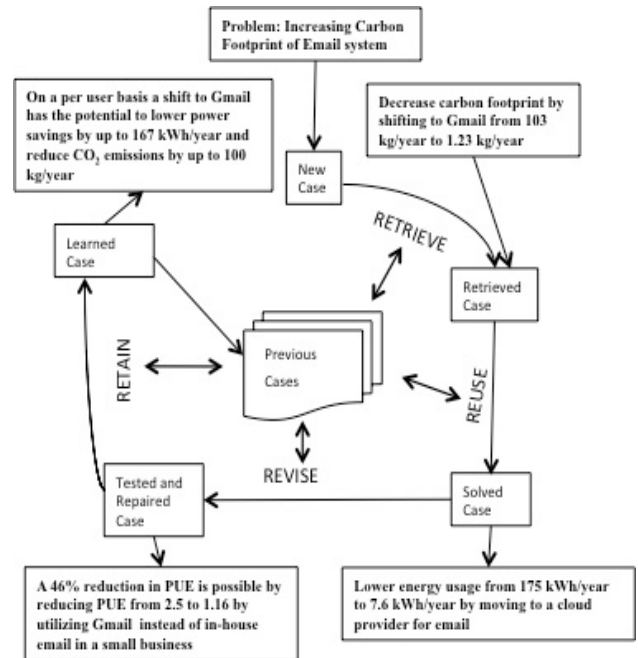 Problem: Increasing Carbon
Footprint of Email system
On a per user basis a shift to Gmail
has the potential to lower power
savings by up to 167 kWh/year and
reduce CO₂ emissions by up to 100
kg/year
Decrease carbon footprint by
shifting to Gmail from 103
kg/year to 1.23 kg/year
New
Case
RETRIEVE
Learned
Case
Retrieved
Case
Previous
Cases
RETAIN
REUSE
REVISE
Tested and
Repaired
Case
Solved
Case
A 46% reduction in PUE is possible by
reducing PUE from 2.5 to 1.16 by
utilizing Gmail instead of in-house
email in a small business
Lower energy usage from 175 kWh/year
to 7.6 kWh/year by moving to a cloud
provider for email